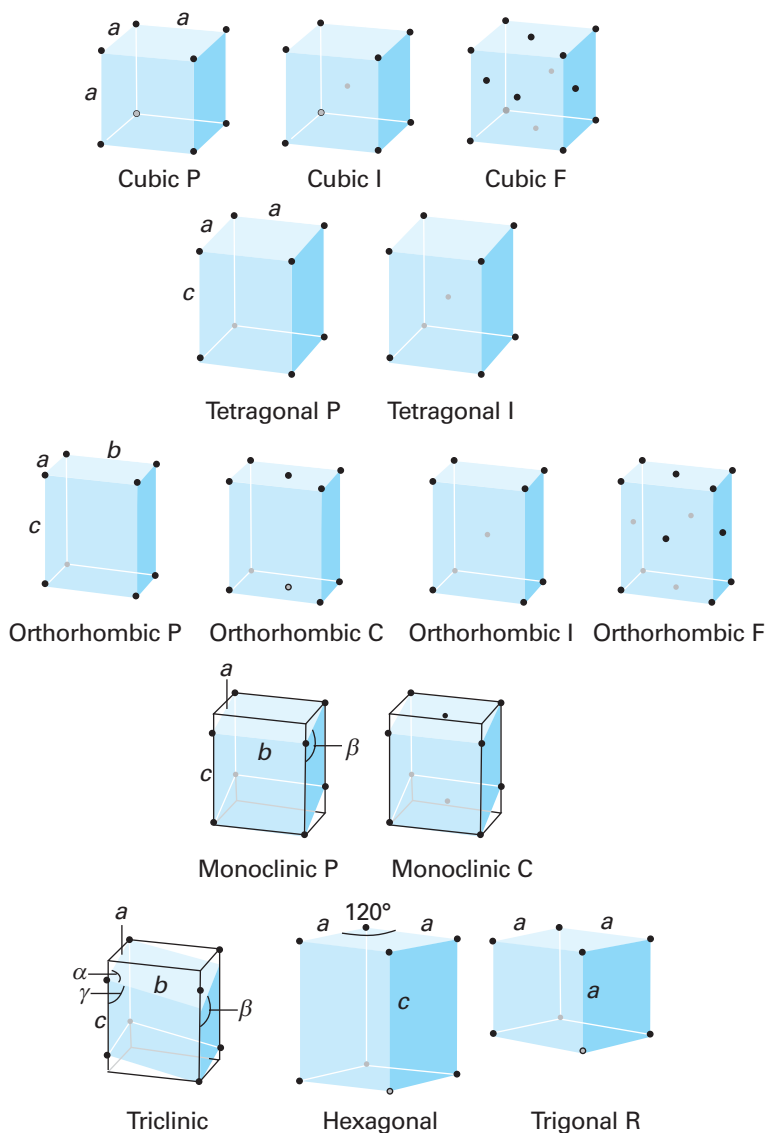 a a
a
Cubic P Cubic I Cubic F
a a
c
Tetragonal P Tetragonal I
a b
c
Orthorhombic P Orthorhombic C Orthorhombic I Orthorhombic F
a
b β
c
Monoclinic P Monoclinic C
a
α
γ b
c β
120°
a a
c
a a
a
Triclinic Hexagonal Trigonal R